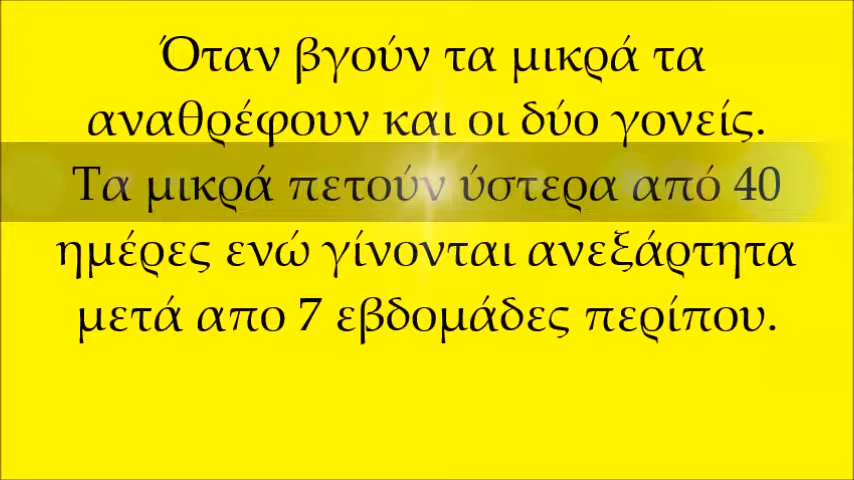 Όταν βγούν τα μικρά τα
αναθρέφουν και οι δύο γονείς.
Τα μικρά πετούν ύστερα από 40
ημέρες ενώ γίνονται ανεξάρτητα
μετά απο 7 εβδομάδες περίπου.